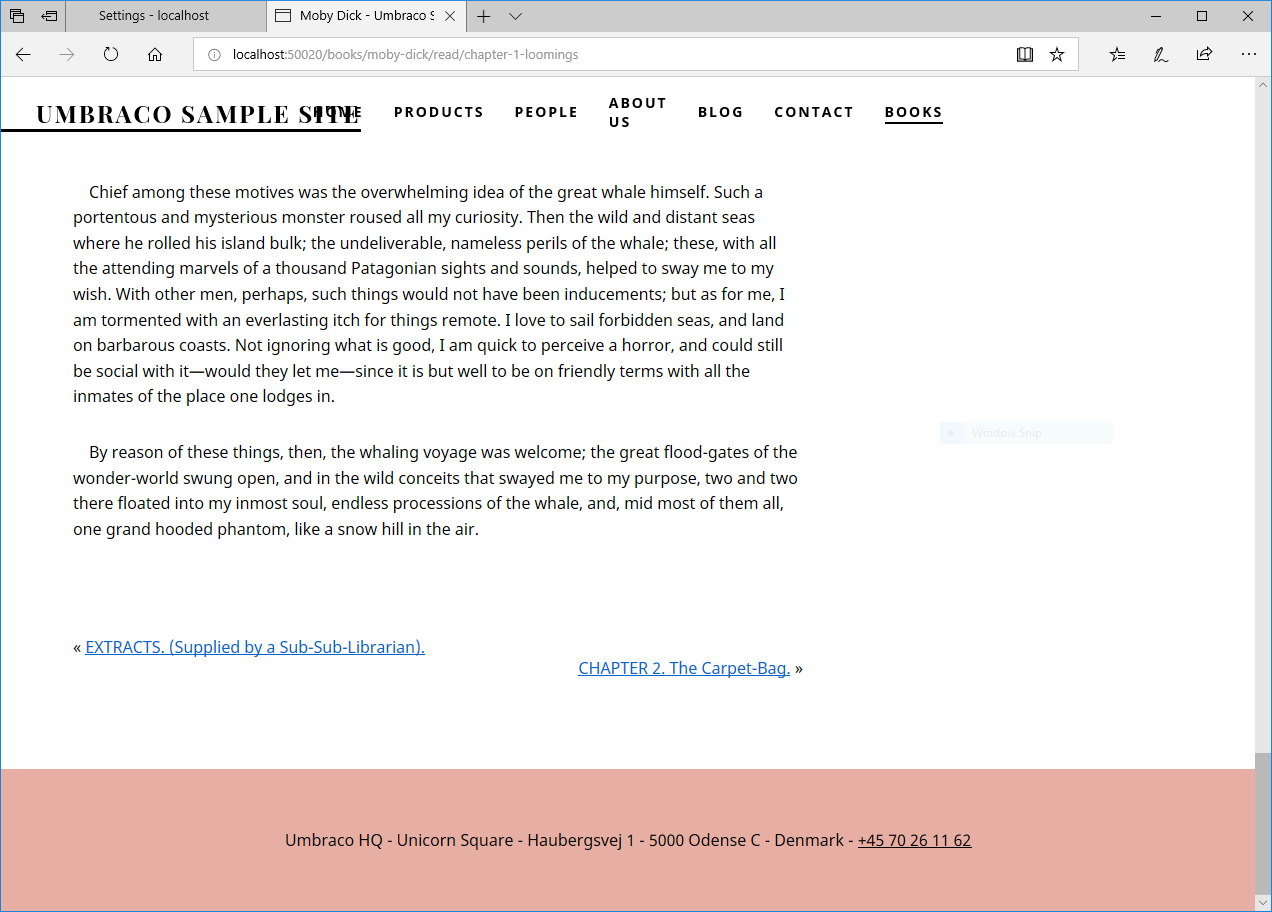 Settings - localhost
Moby Dick - Umbraco S
localhost:50020/books/moby-dick/read/chapter-1-loomings
UMBRACO SAMPLE SITE
HOME
PRODUCTS
PEOPLE
ABOUT
US
BLOG
CONTACT
BOOKS
Chief among these motives was the overwhelming idea of the great whale himself. Such a
portentous and mysterious monster roused all my curiosity. Then the wild and distant seas
where he rolled his island bulk; the undeliverable, nameless perils of the whale; these, with all
the attending marvels of a thousand Patagonian sights and sounds, helped to sway me to my
wish. With other men, perhaps, such things would not have been inducements; but as for me, I
am tormented with an everlasting itch for things remote. I love to sail forbidden seas, and land
on barbarous coasts. Not ignoring what is good, I am quick to perceive a horror, and could still
be social with it—would they let me—since it is but well to be on friendly terms with all the
inmates of the place one lodges in.
Window Snip
By reason of these things, then, the whaling voyage was welcome; the great flood-gates of the
wonder-world swung open, and in the wild conceits that swayed me to my purpose, two and two
there floated into my inmost soul, endless processions of the whale, and, mid most of them all,
one grand hooded phantom, like a snow hill in the air.
« EXTRACTS. (Supplied by a Sub-Sub-Librarian).
CHAPTER 2. The Carpet-Bag. »
Umbraco HQ - Unicorn Square - Haubergsvej 1 - 5000 Odense C - Denmark - +45 70 26 11 62